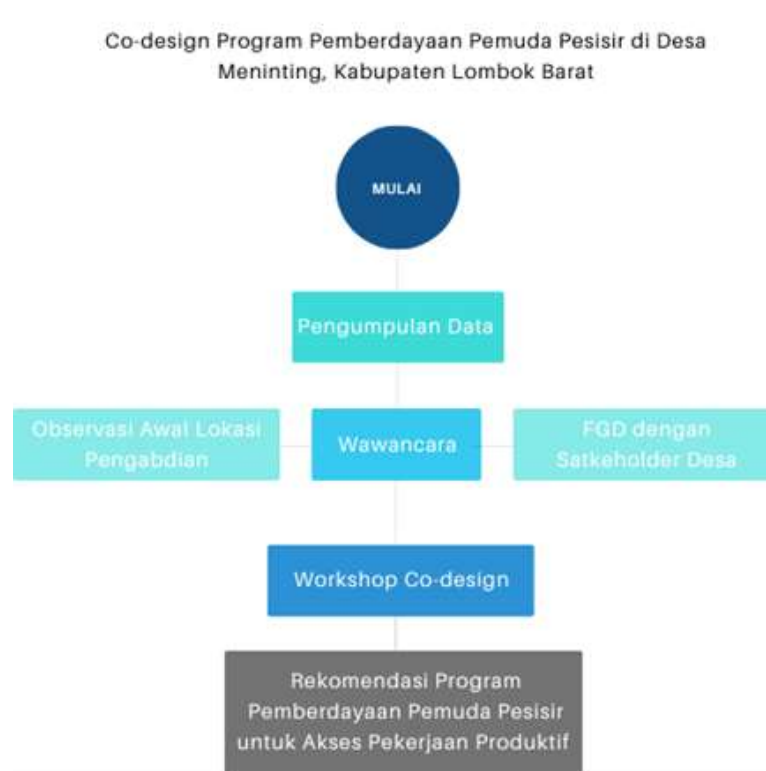 Co-design Program Pemberdayaan Pemuda Pesisir di Desa
Meninting, Kabupaten Lombok Barat
MULAI
Pengumpulan Data
Observasi Awal Lokasi
Pengabdian
Wawancara
FGD dengan
Satkeholder Desa
Workshop Co-design
Rekomendasi Program
Pemberdayaan Pemuda Pesisir
untuk Akses Pekerjaan Produktif